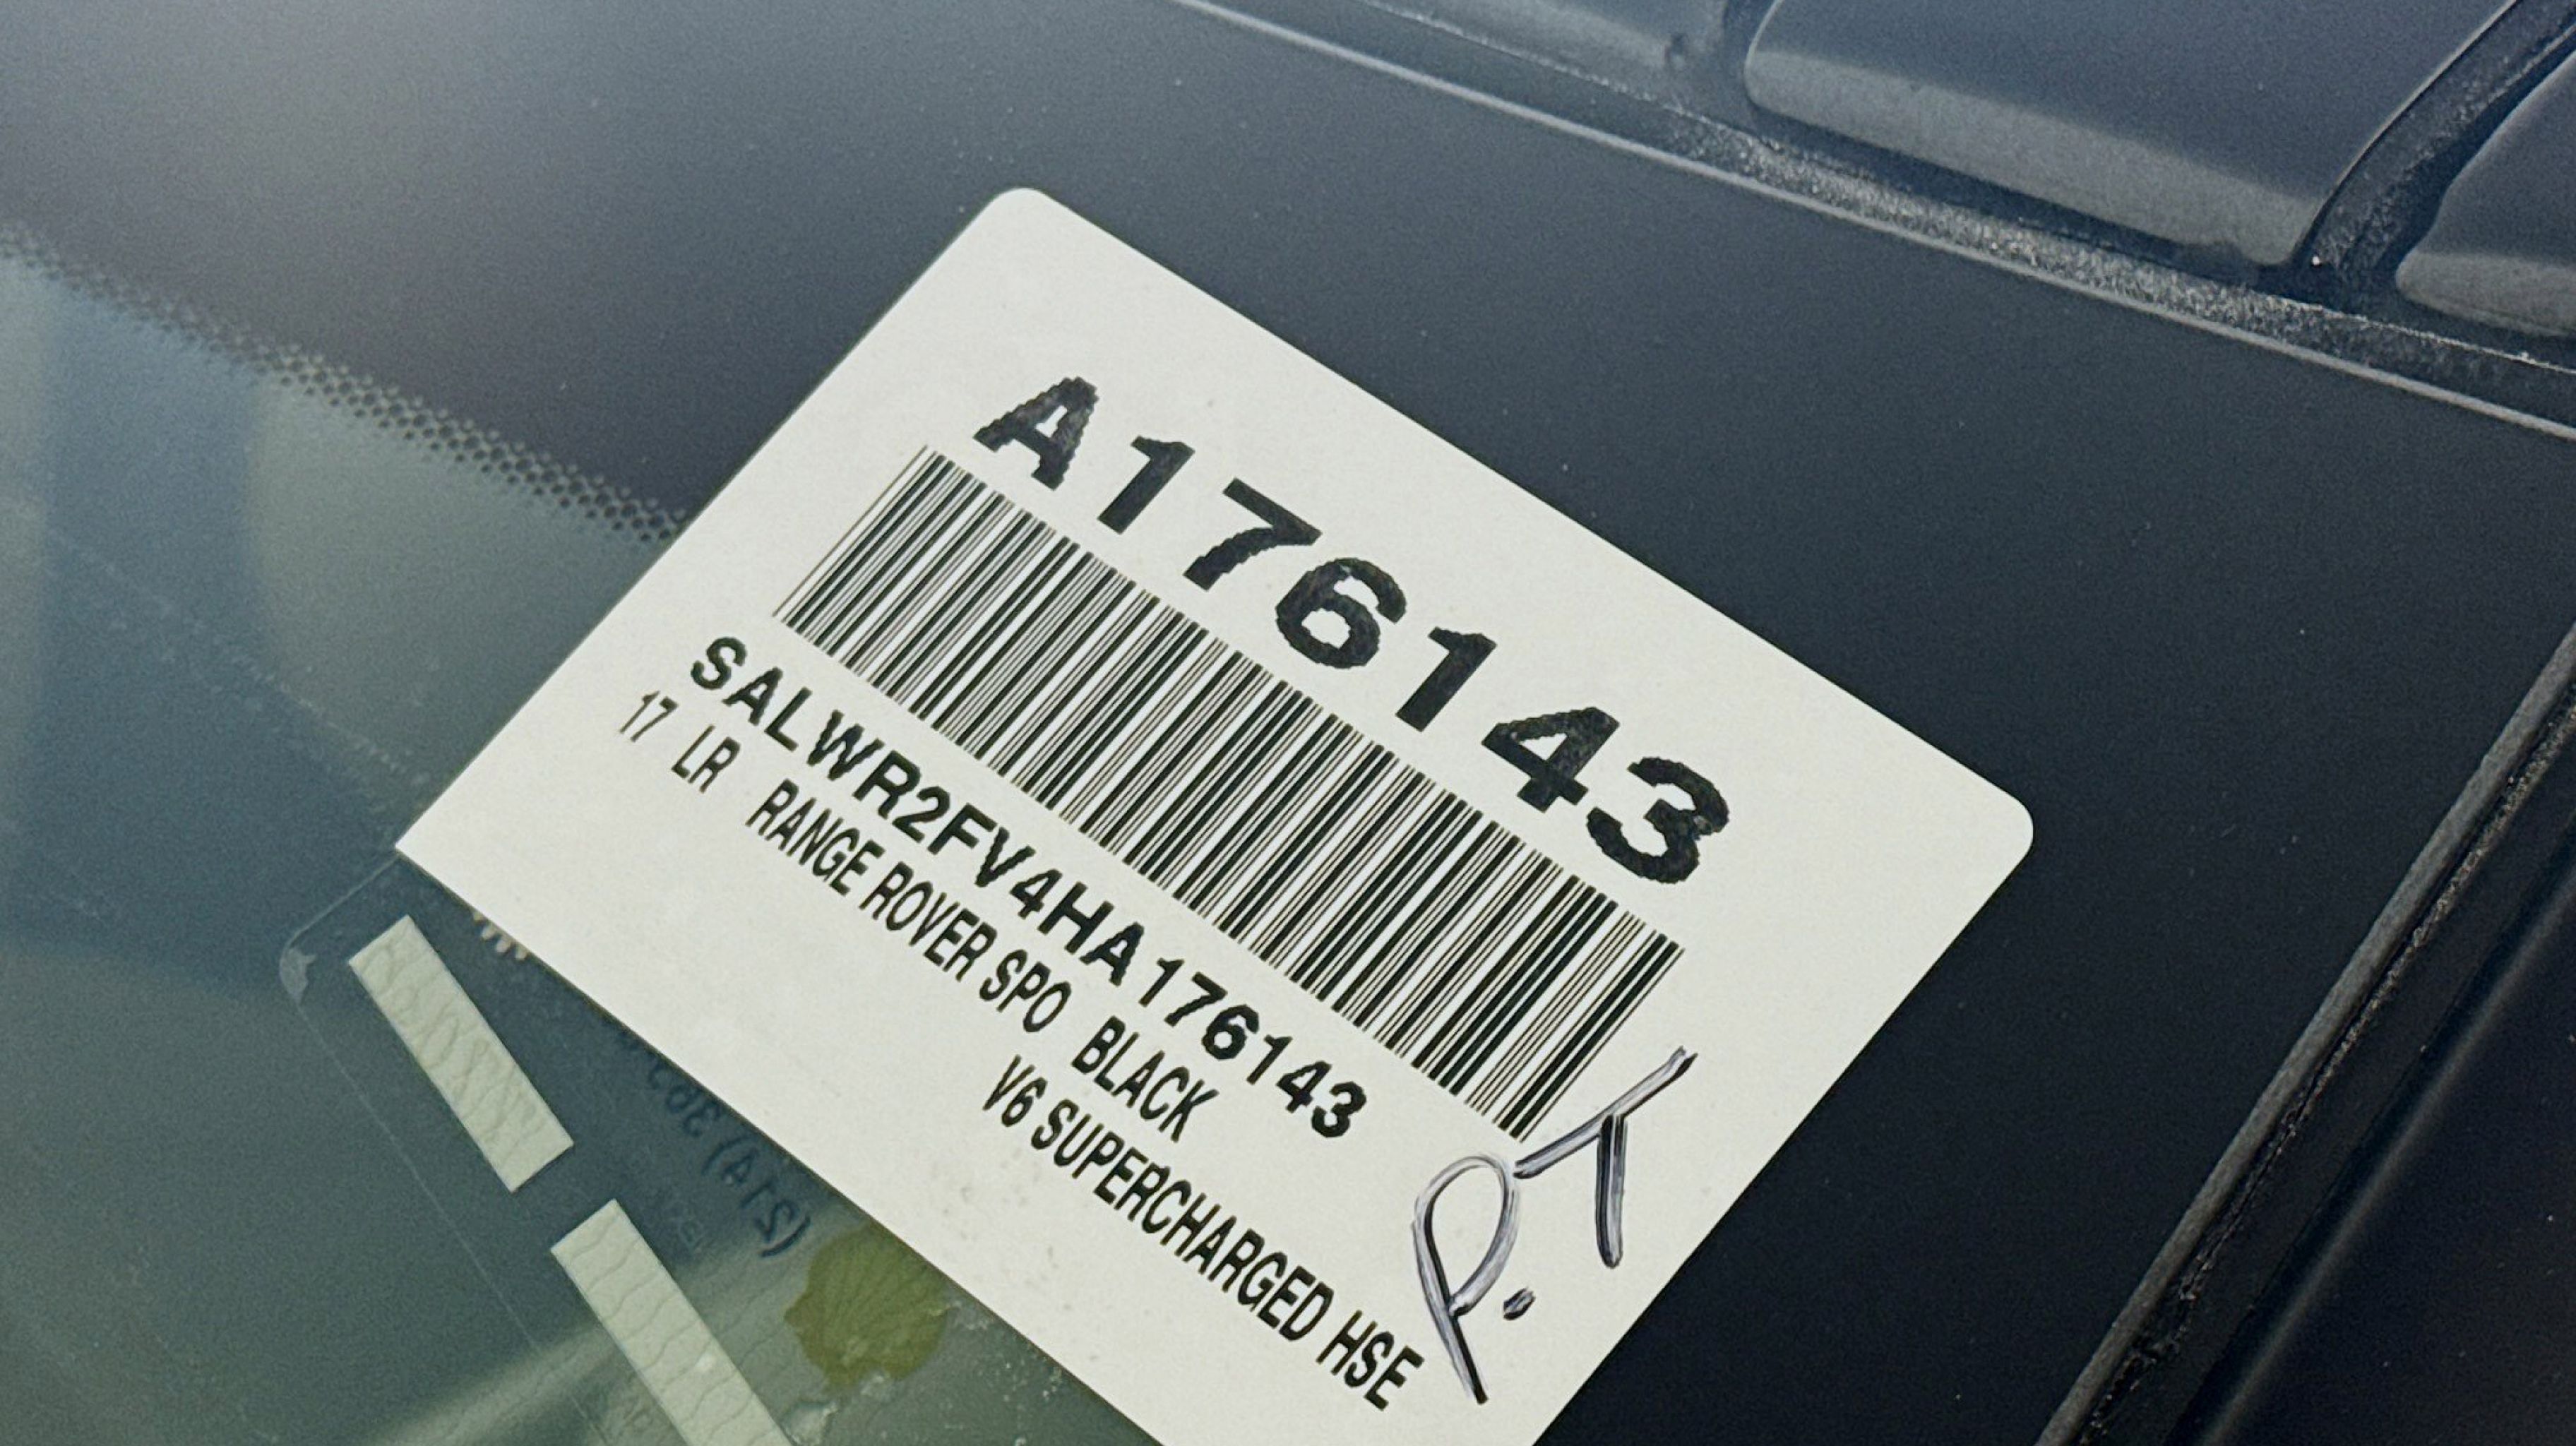 A176143
SALWR2FV4HA176143
17 LR RANGE ROVER SPO BLACK
V6 SUPERCHARGED HSE
P.T